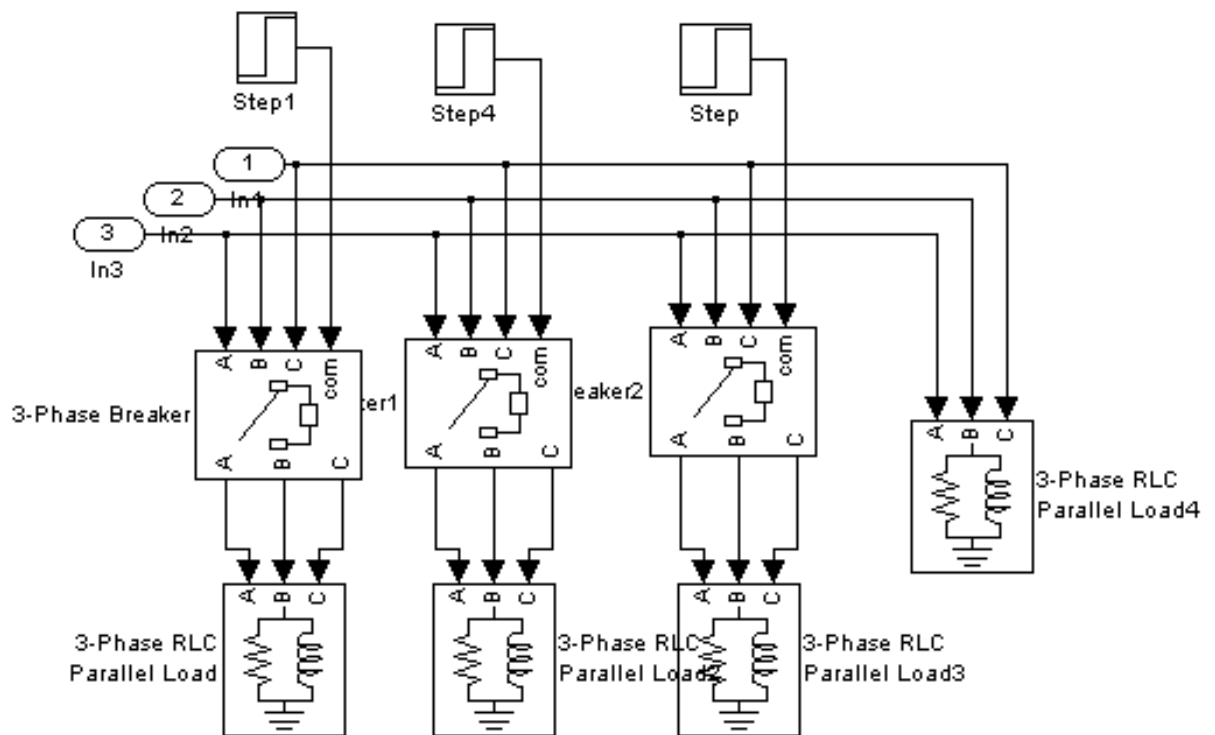 Step1
Step4
Step
1
In1
2
In2
3
In3
A B C com
A B C com
A B C com
3-Phase Breaker
ker1
eaker2
A B C
A B C
A B C
A B C
3-Phase RLC
Parallel Load4
A B C
A B C
A B C
3-Phase RLC
Parallel Load
3-Phase RLC
Parallel Load2
3-Phase RLC
Parallel Load3